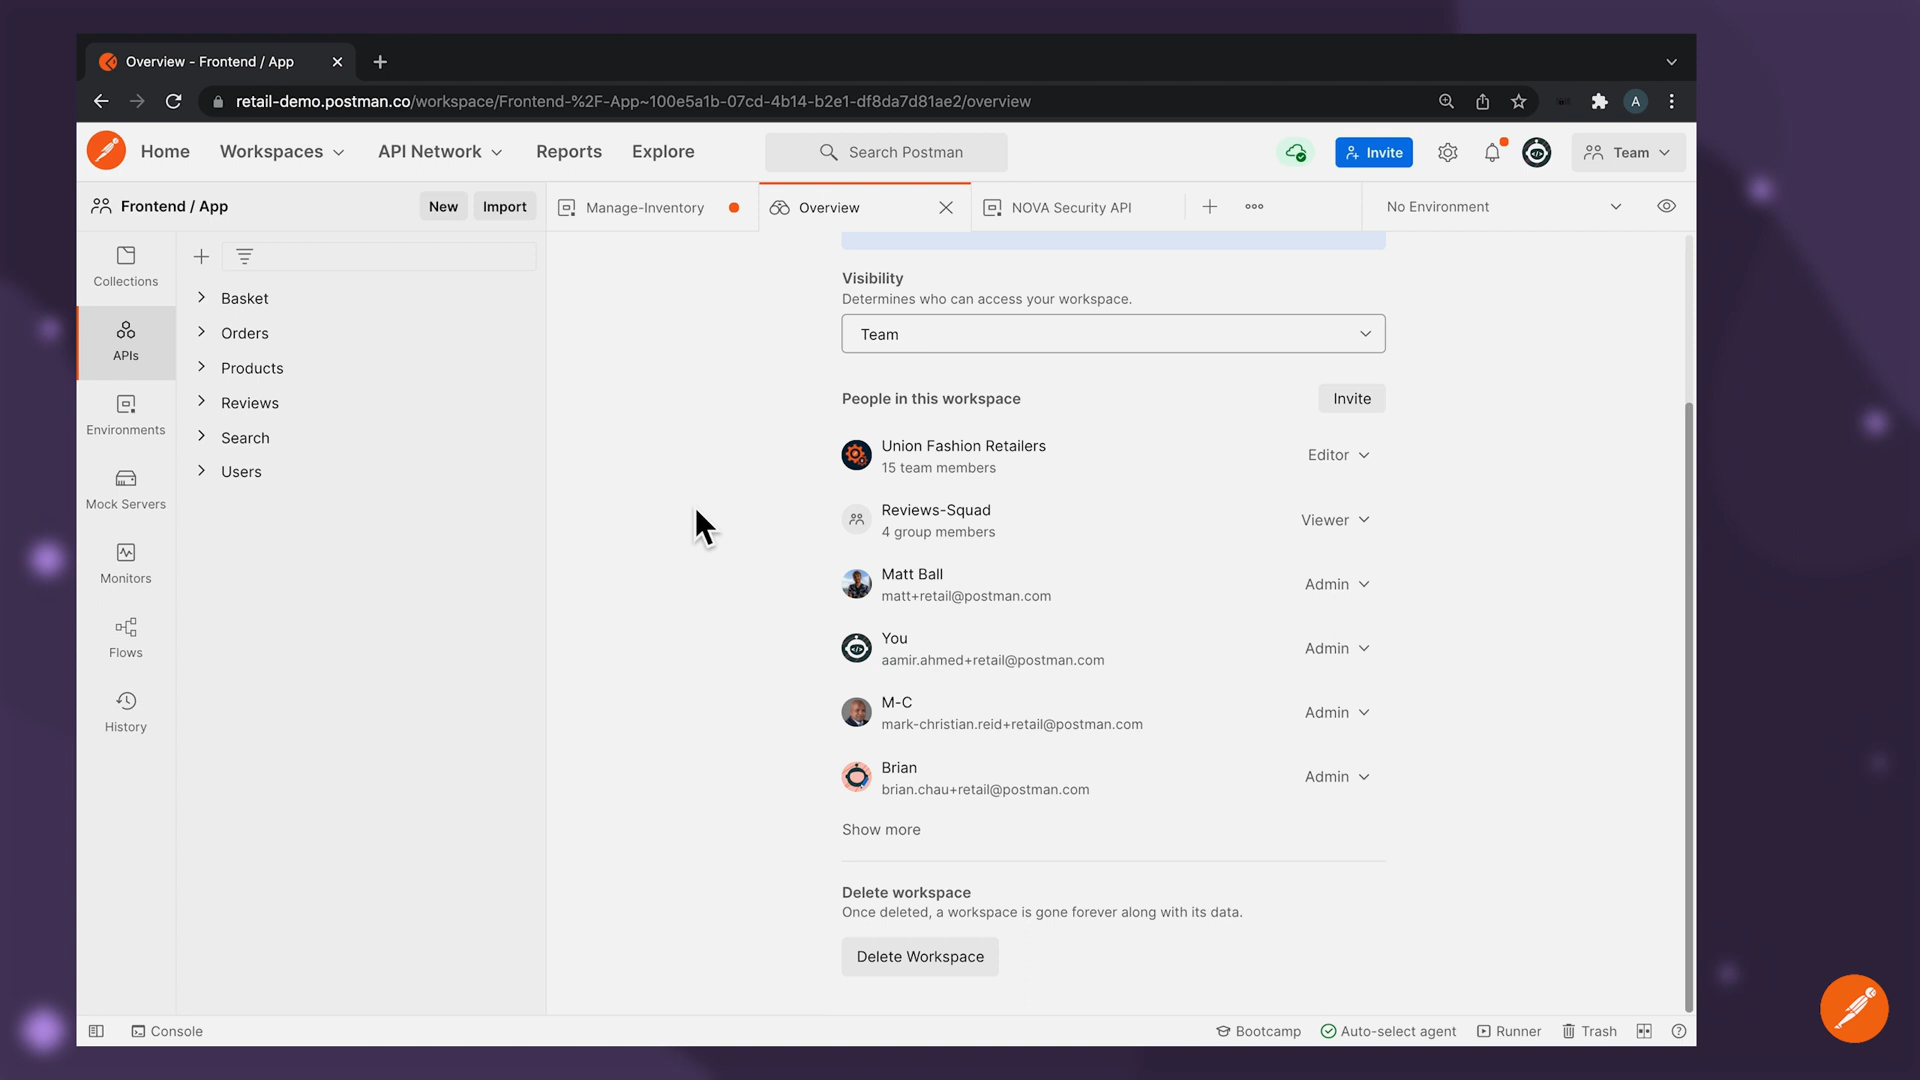 Overview - Frontend / App
retail-demo.postman.co/workspace/Frontend-%2F-App~100e5a1b-07cd-4b14-b2e1-df8da7d81ae2/overview
A
Home
Workspaces
API Network
Reports
Explore
Search Postman
Invite
Team
Frontend / App
New
Import
Manage-Inventory
Overview
NOVA Security API
No Environment
Collections
APIs
Environments
Mock Servers
Monitors
Flows
History
Basket
Orders
Products
Reviews
Search
Users
Visibility
Determines who can access your workspace.
Team
People in this workspace
Invite
Union Fashion Retailers
15 team members
Editor
Reviews-Squad
4 group members
Viewer
Matt Ball
matt+retail@postman.com
Admin
You
aamir.ahmed+retail@postman.com
Admin
M-C
mark-christian.reid+retail@postman.com
Admin
Brian
brian.chau+retail@postman.com
Admin
Show more
Delete workspace
Once deleted, a workspace is gone forever along with its data.
Delete Workspace
Console
Bootcamp
Auto-select agent
Runner
Trash